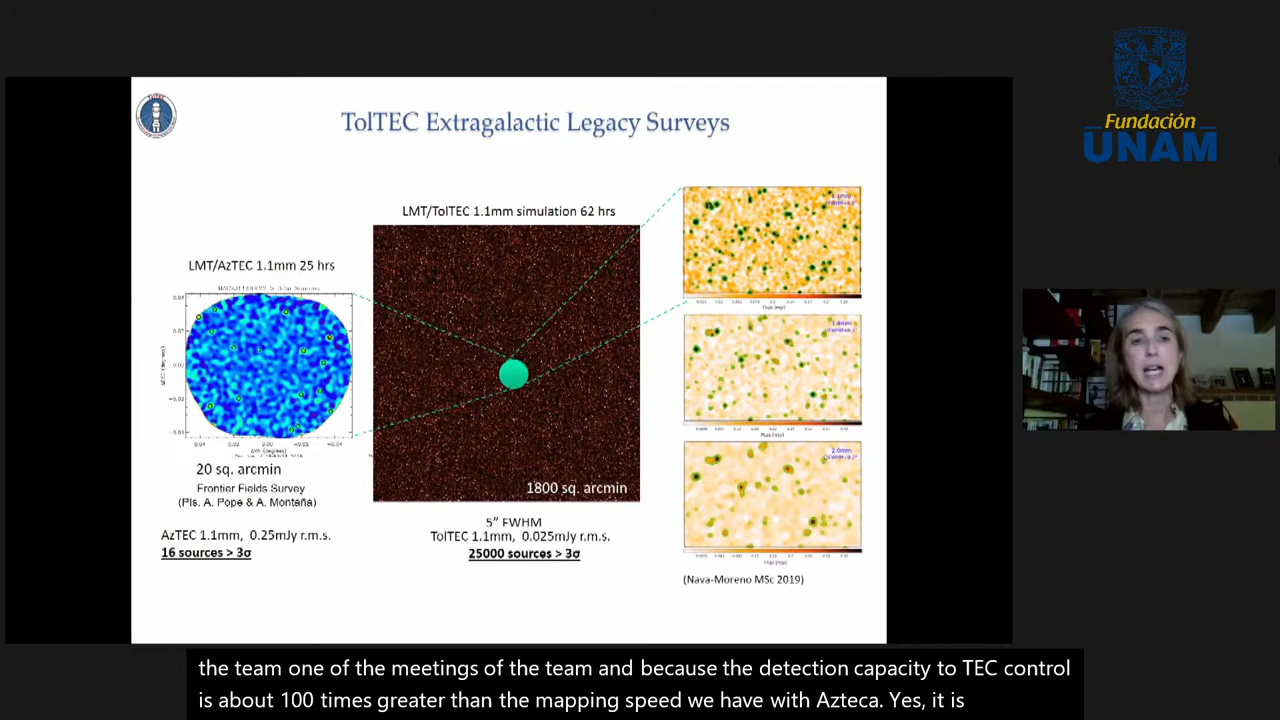 TolTEC Extragalactic Legacy Surveys
Fundación
UNAM
LMT/TolTEC 1.1mm simulation 62 hrs
LMT/AzTEC 1.1mm 25 hrs
1800 sq. arcmin
20 sq. arcmin
Frontier Fields Survey
(PIs. A. Pope & A. Montaña)
AzTEC 1.1mm, 0.25mJy r.m.s.
16 sources > 3σ
5” FWHM
TolTEC 1.1mm, 0.025mJy r.m.s.
25000 sources > 3σ
2.0mm
(Nava-Moreno MSc 2019)
the team one of the meetings of the team and because the detection capacity to TEC control
is about 100 times greater than the mapping speed we have with Azteca. Yes, it is